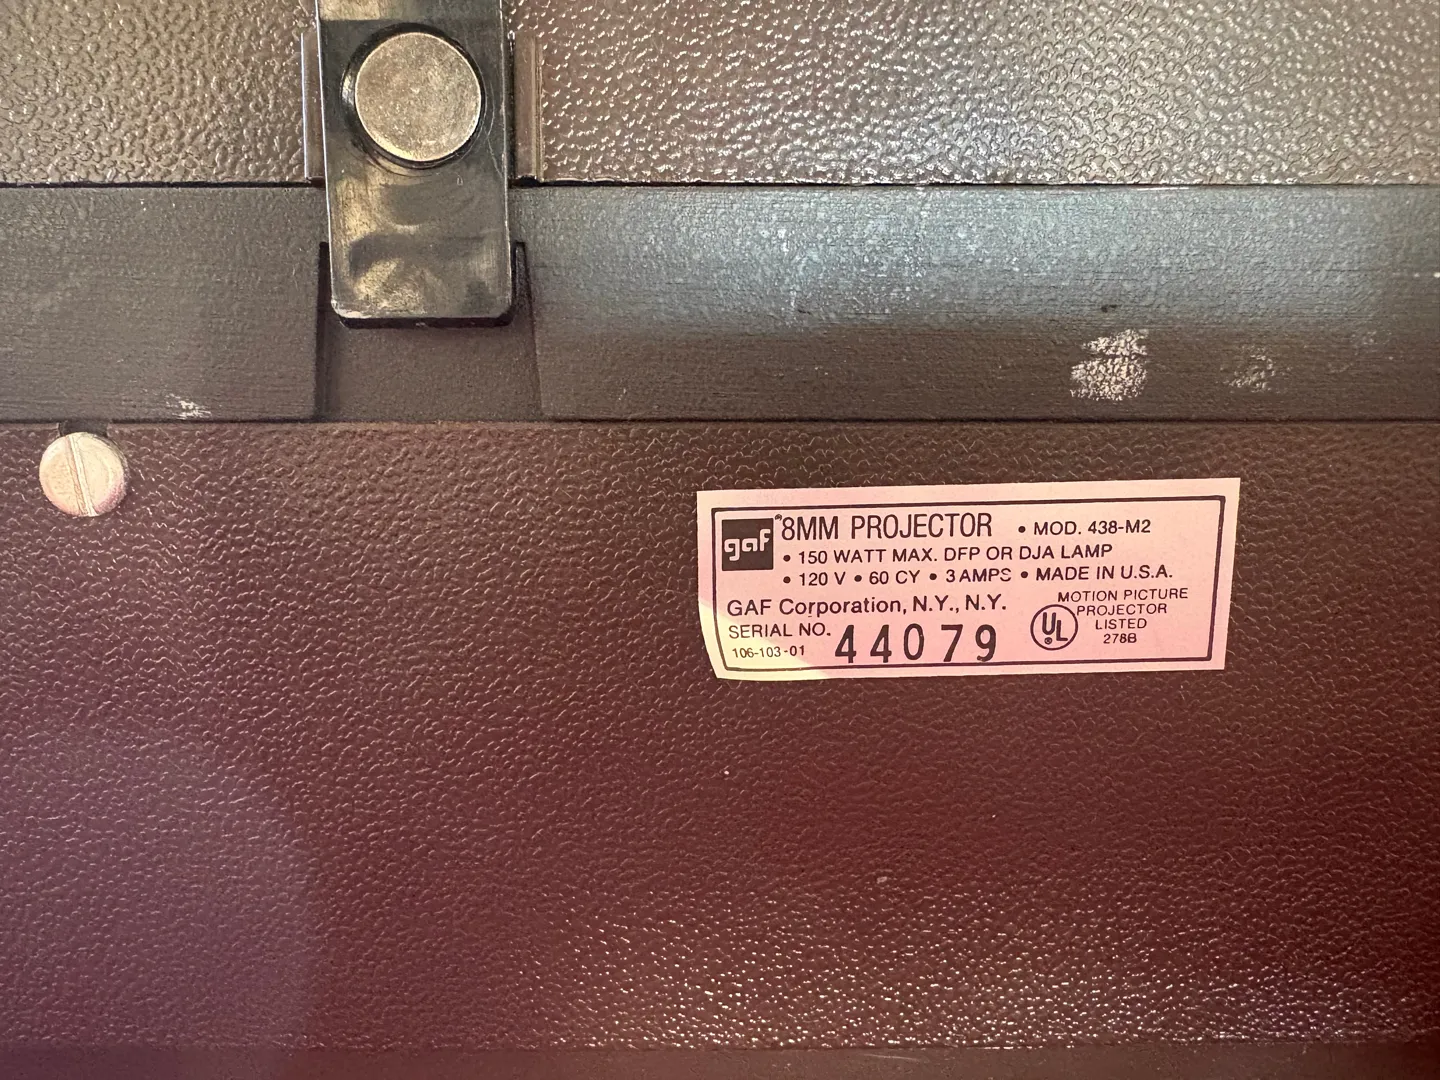 gaf® 8MM PROJECTOR • MOD. 438-M2
• 150 WATT MAX. DFP OR DJA LAMP
• 120 V • 60 CY • 3 AMPS • MADE IN U.S.A.
GAF Corporation, N.Y., N.Y.
SERIAL NO. 44079
106-103-01
UL®
MOTION PICTURE
PROJECTOR
LISTED
278B